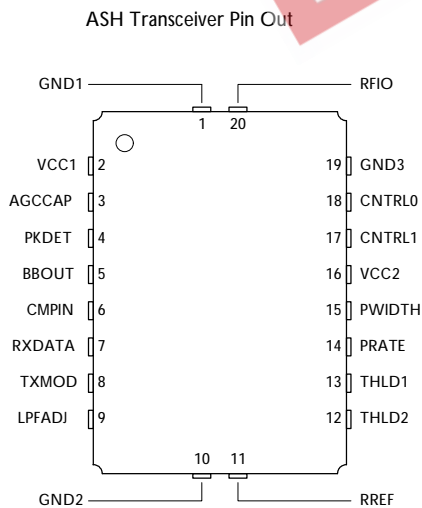 ASH Transceiver Pin Out
GND1 RFIO
1 20
VCC1 2 19 GND3
AGCCAP 3 18 CNTRL0
PKDET 4 17 CNTRL1
BBOUT 5 16 VCC2
CMPIN 6 15 PWIDTH
RXDATA 7 14 PRATE
TXMOD 8 13 THLD1
LPFADJ 9 12 THLD2
10 11
GND2 RREF